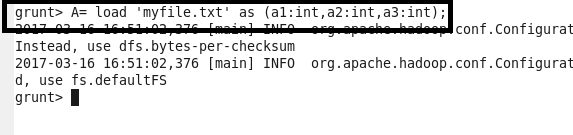 grunt> A= load 'myfile.txt' as (a1:int,a2:int,a3:int);
2017-03-16 16:51:02,376 [main] INFO  org.apache.hadoop.conf.Configurat
Instead, use dfs.bytes-per-checksum
2017-03-16 16:51:02,376 [main] INFO  org.apache.hadoop.conf.Configurat
d, use fs.defaultFS
grunt>